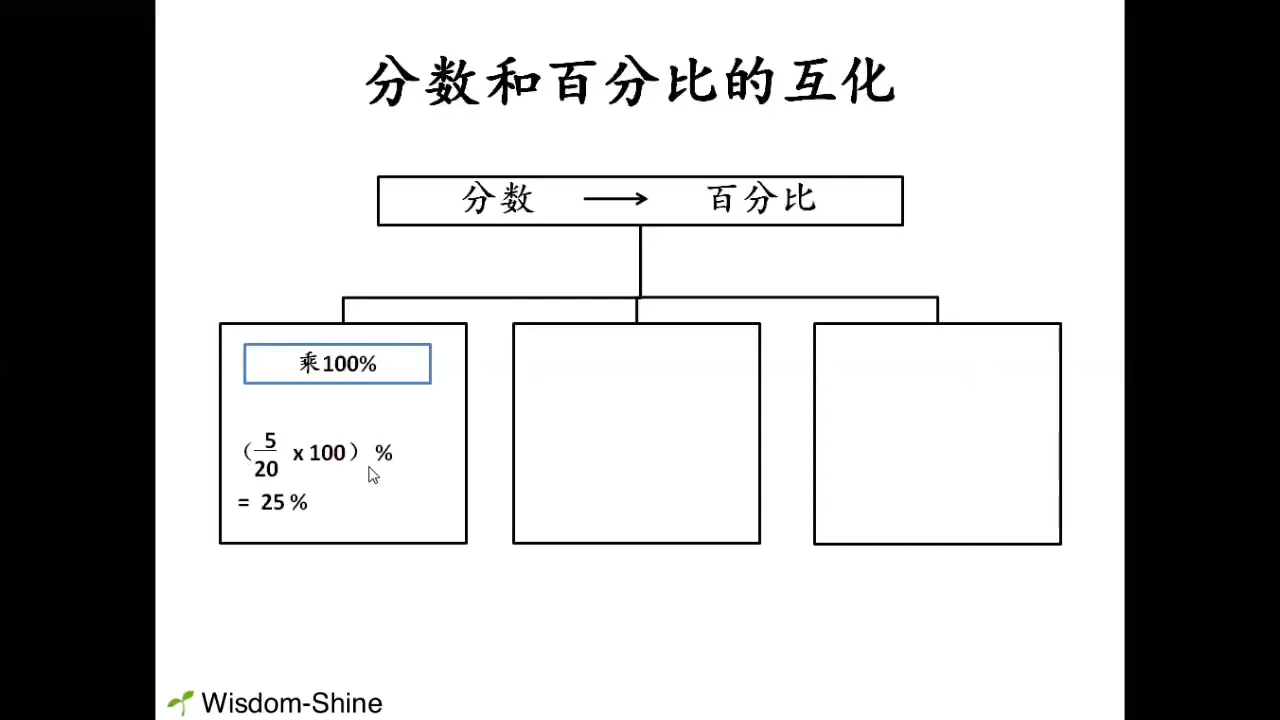 分数和百分比的互化
分数 → 百分比
乘100%
（5/20 x 100） %
= 25 %
Wisdom-Shine